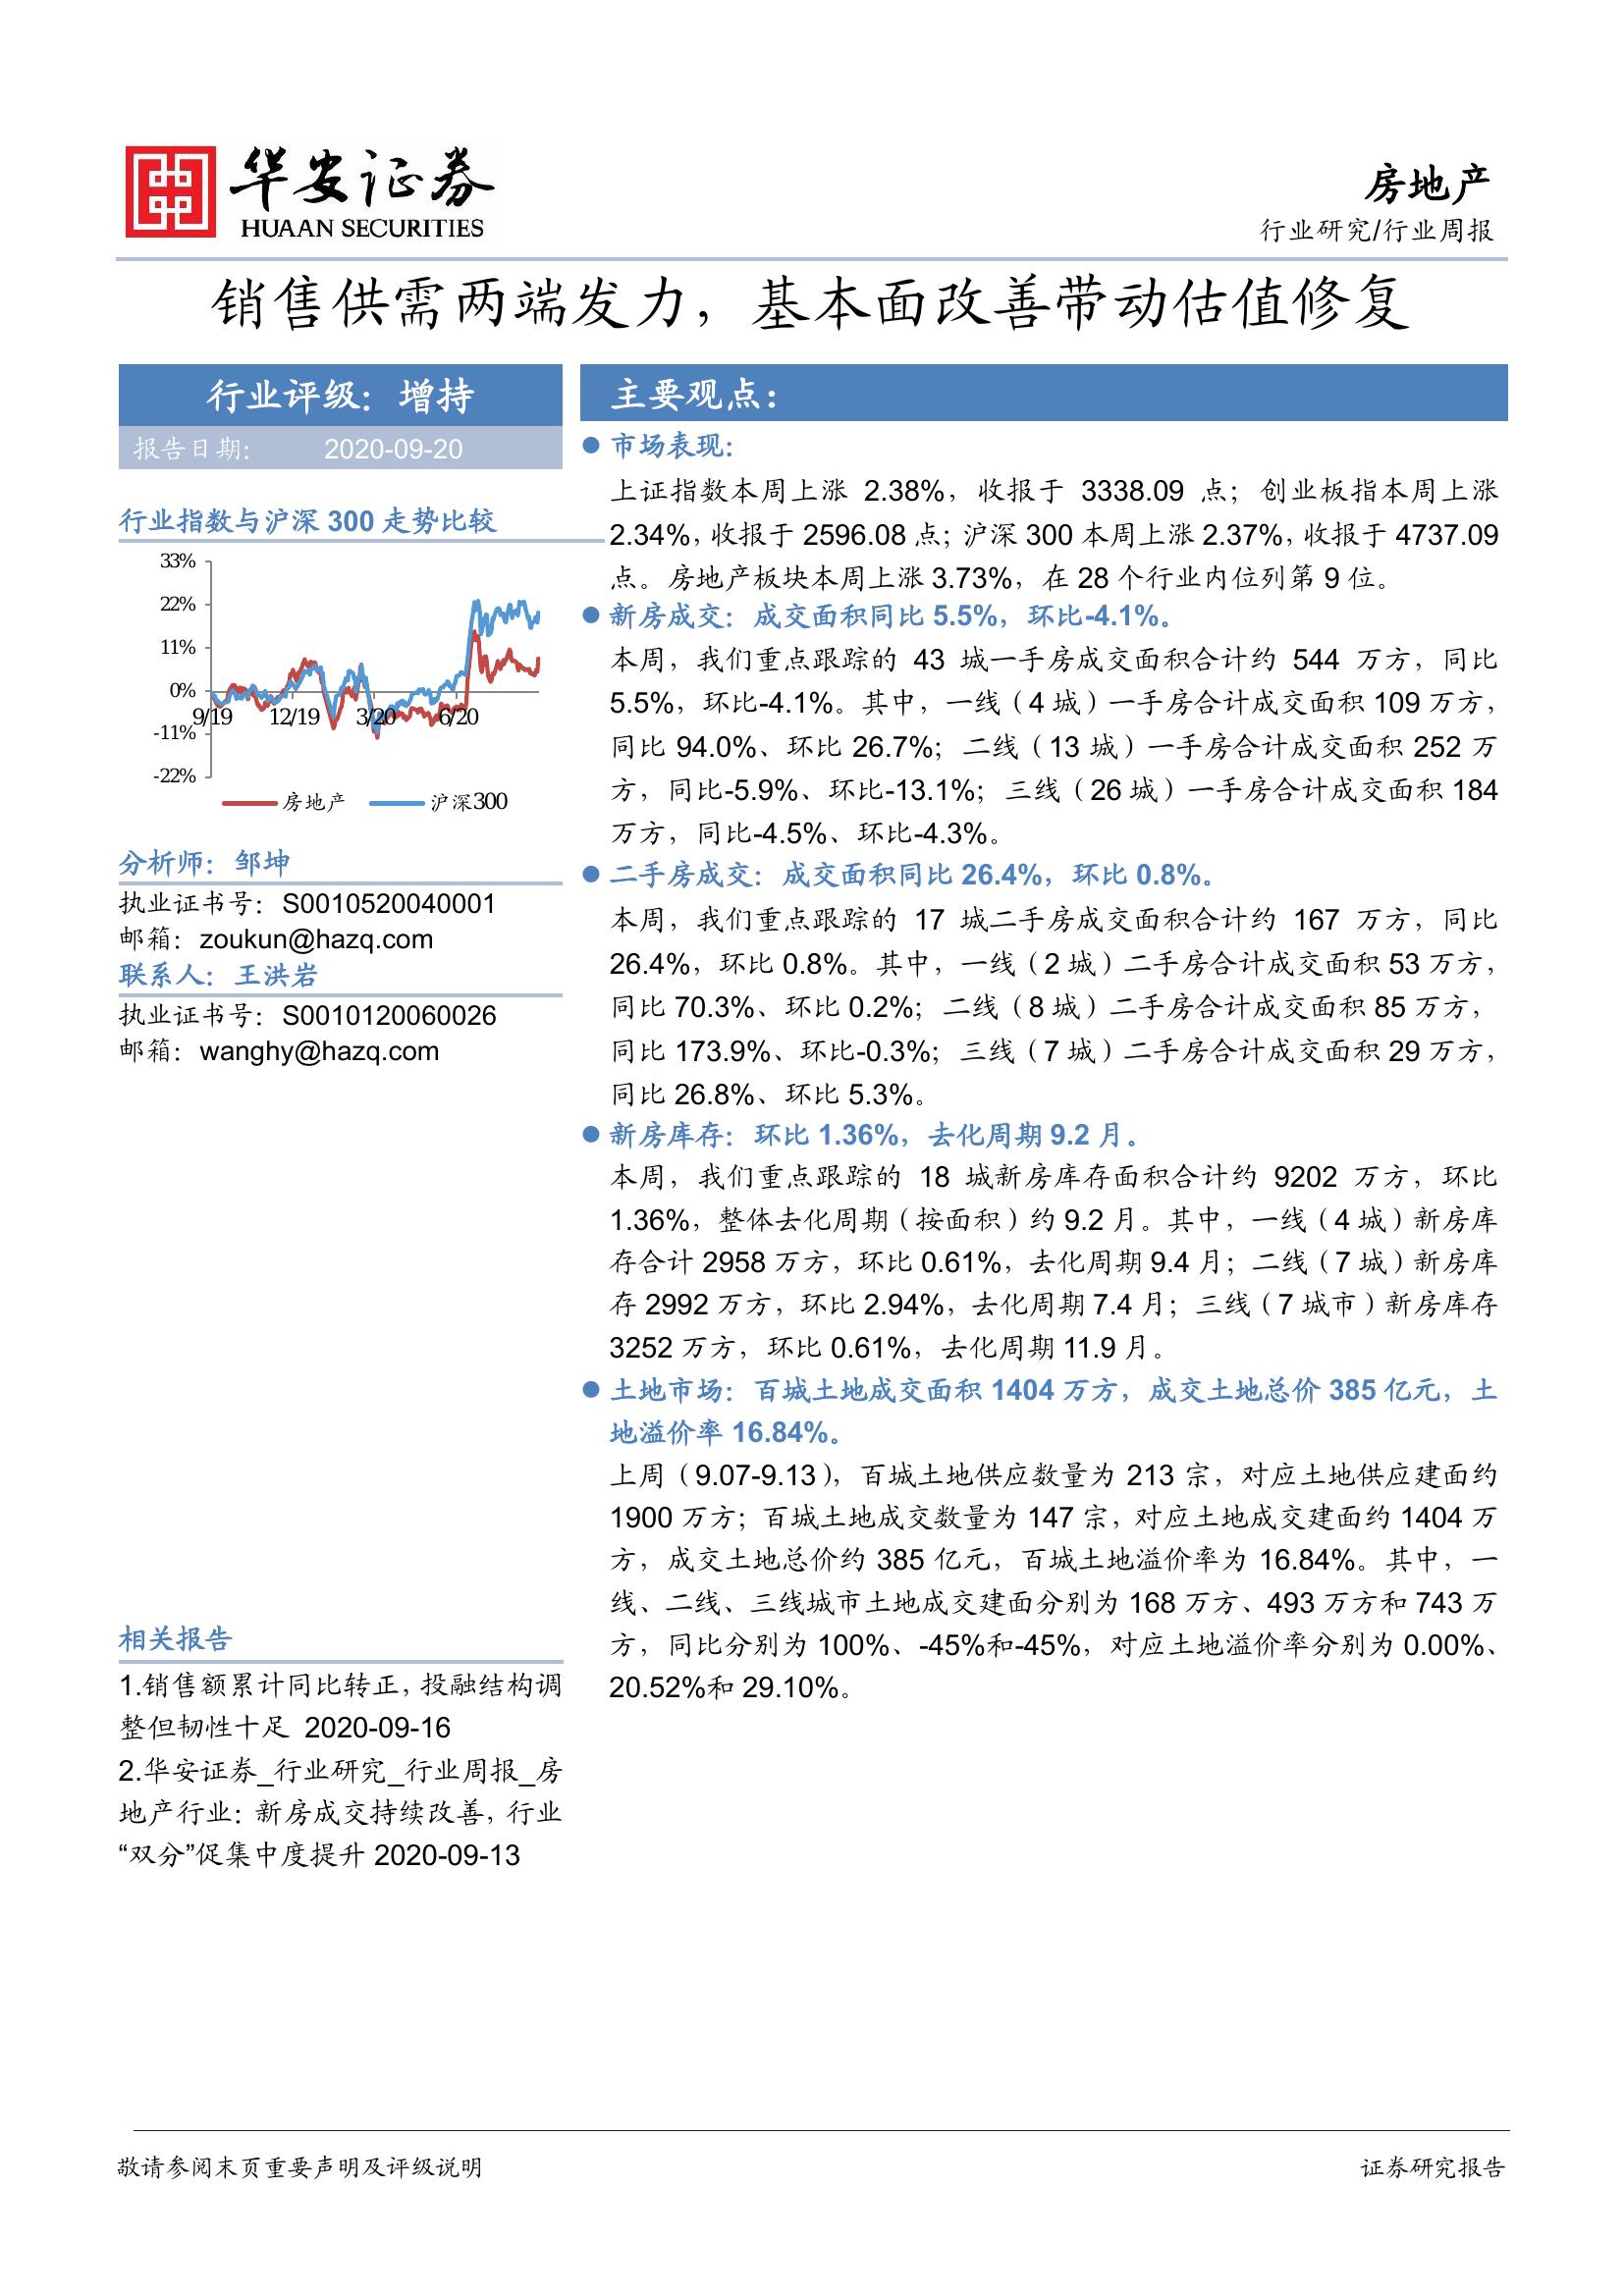 华安证券
HUAAN SECURITIES
房地产
行业研究/行业周报
销售供需两端发力，基本面改善带动估值修复
行业评级：增持
报告日期： 2020-09-20
行业指数与沪深 300 走势比较
33%
22%
11%
0%
-11%
-22%
9/19 12/19 3/20 6/20
房地产 沪深300
分析师：邹坤
执业证书号：S0010520040001
邮箱：zoukun@hazq.com
联系人：王洪岩
执业证书号：S0010120060026
邮箱：wanghy@hazq.com
相关报告
1.销售额累计同比转正，投融结构调
整但韧性十足 2020-09-16
2.华安证券_行业研究_行业周报_房
地产行业：新房成交持续改善，行业
“双分”促集中度提升 2020-09-13
主要观点：
市场表现：
上证指数本周上涨 2.38%，收报于 3338.09 点；创业板指本周上涨
2.34%，收报于 2596.08 点；沪深 300 本周上涨 2.37%，收报于 4737.09
点。房地产板块本周上涨 3.73%，在 28 个行业内位列第 9 位。
新房成交：成交面积同比 5.5%，环比-4.1%。
本周，我们重点跟踪的 43 城一手房成交面积合计约 544 万方，同比
5.5%，环比-4.1%。其中，一线（4 城）一手房合计成交面积 109 万方，
同比 94.0%、环比 26.7%；二线（13 城）一手房合计成交面积 252 万
方，同比-5.9%、环比-13.1%；三线（26 城）一手房合计成交面积 184
万方，同比-4.5%、环比-4.3%。
二手房成交：成交面积同比 26.4%，环比 0.8%。
本周，我们重点跟踪的 17 城二手房成交面积合计约 167 万方，同比
26.4%，环比 0.8%。其中，一线（2 城）二手房合计成交面积 53 万方，
同比 70.3%、环比 0.2%；二线（8 城）二手房合计成交面积 85 万方，
同比 173.9%、环比-0.3%；三线（7 城）二手房合计成交面积 29 万方，
同比 26.8%、环比 5.3%。
新房库存：环比 1.36%，去化周期 9.2 月。
本周，我们重点跟踪的 18 城新房库存面积合计约 9202 万方，环比
1.36%，整体去化周期（按面积）约 9.2 月。其中，一线（4 城）新房库
存合计 2958 万方，环比 0.61%，去化周期 9.4 月；二线（7 城）新房库
存 2992 万方，环比 2.94%，去化周期 7.4 月；三线（7 城市）新房库存
3252 万方，环比 0.61%，去化周期 11.9 月。
土地市场：百城土地成交面积 1404 万方，成交土地总价 385 亿元，土
地溢价率 16.84%。
上周（9.07-9.13），百城土地供应数量为 213 宗，对应土地供应建面约
1900 万方；百城土地成交数量为 147 宗，对应土地成交建面约 1404 万
方，成交土地总价约 385 亿元，百城土地溢价率为 16.84%。其中，一
线、二线、三线城市土地成交建面分别为 168 万方、493 万方和 743 万
方，同比分别为 100%、-45%和-45%，对应土地溢价率分别为 0.00%、
20.52%和 29.10%。
敬请参阅末页重要声明及评级说明
证券研究报告